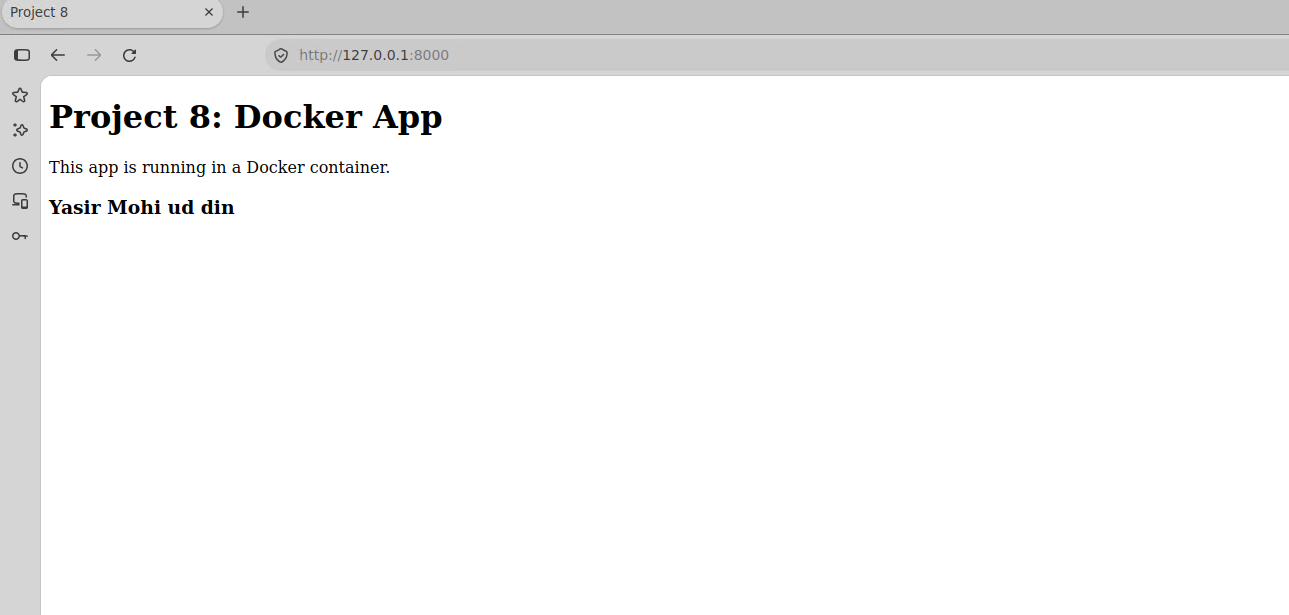 Project 8
http://127.0.0.1:8000
Project 8: Docker App
This app is running in a Docker container.
Yasir Mohi ud din